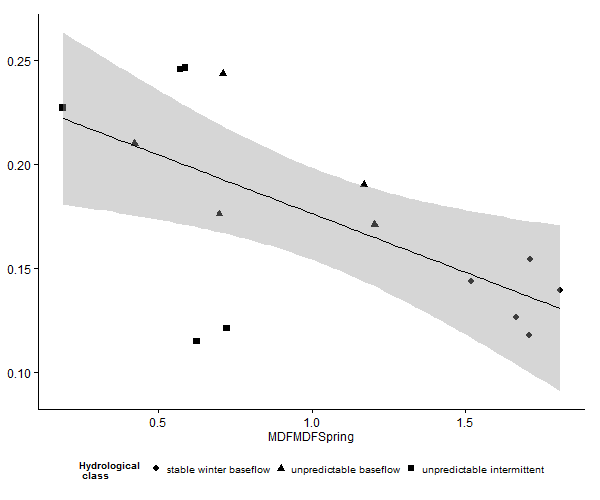 0.25
0.20
0.15
0.10
0.5 1.0 1.5
MDFMDFSpring
Hydrological
class
stable winter baseflow unpredictable baseflow unpredictable intermittent